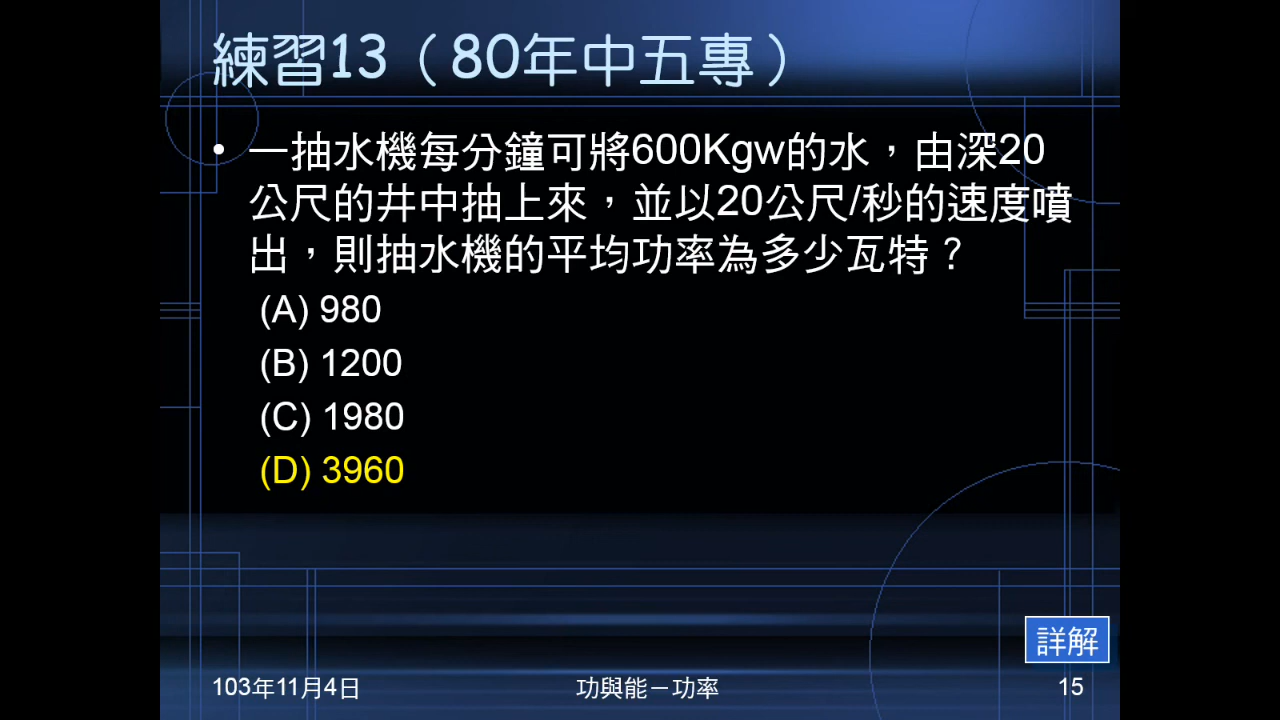 練習13（80年中五專）
• 一抽水機每分鐘可將600Kgw的水，由深20
公尺的井中抽上來，並以20公尺/秒的速度噴
出，則抽水機的平均功率為多少瓦特？
(A) 980
(B) 1200
(C) 1980
(D) 3960
詳解
103年11月4日 功與能－功率 15